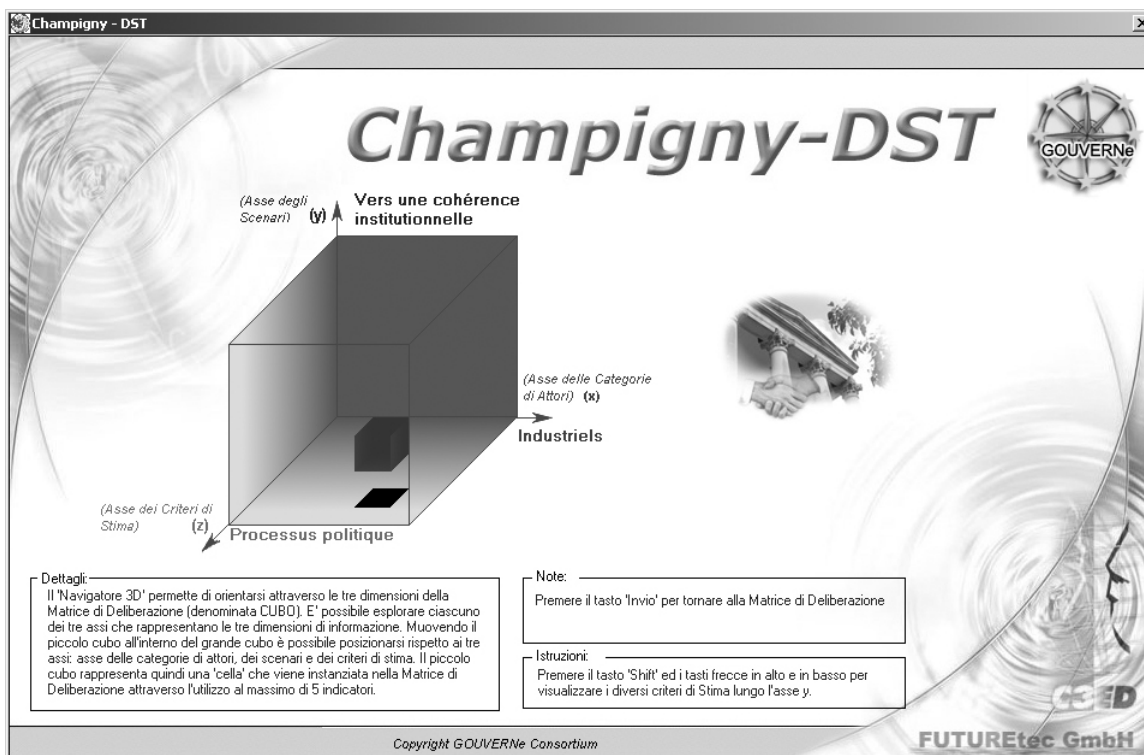 Champigny - DST
Champigny-DST
GOUVERNe
(Asse degli
Scenari) (y)
Vers une cohérence
institutionnelle
(Asse delle Categorie
di Attori) (x)
Industriels
(Asse dei Criteri di
Stima) (z)
Processus politique
Dettagli:
Il 'Navigatore 3D' permette di orientarsi attraverso le tre dimensioni della
Matrice di Deliberazione (denominata CUBO). E' possibile esplorare ciascuno
dei tre assi che rappresentano le tre dimensioni di informazione. Muovendo il
piccolo cubo all'interno del grande cubo è possibile posizionarsi rispetto ai tre
assi: asse delle categorie di attori, dei scenari e dei criteri di stima. Il piccolo
cubo rappresenta quindi una 'cella' che viene instanziata nella Matrice di
Deliberazione attraverso l'utilizzo al massimo di 5 indicatori.
Note:
Premere il tasto 'Invio' per tornare alla Matrice di Deliberazione
Istruzioni:
Premere il tasto 'Shift' ed i tasti frecce in alto e in basso per
visualizzare i diversi criteri di Stima lungo l'asse y.
C3ED
Copyright GOUVERNe Consortium
FUTUREtec GmbH